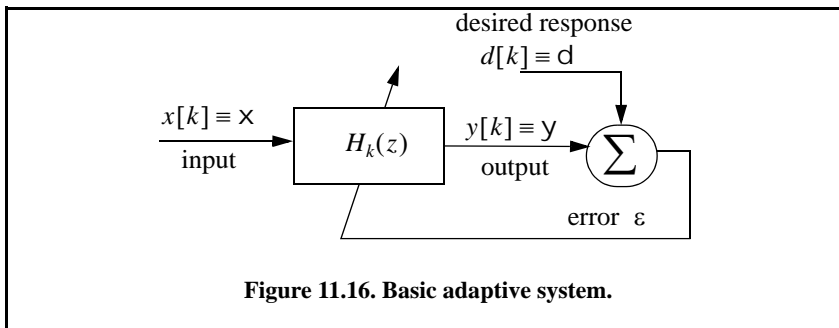 desired response
d[k] ≡ d
x[k] ≡ x
input
H_k(z)
y[k] ≡ y
output
Σ
error ε
Figure 11.16. Basic adaptive system.